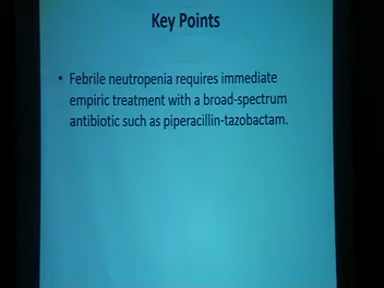 Key Points
• Febrile neutropenia requires immediate
empiric treatment with a broad-spectrum
antibiotic such as piperacillin-tazobactam.